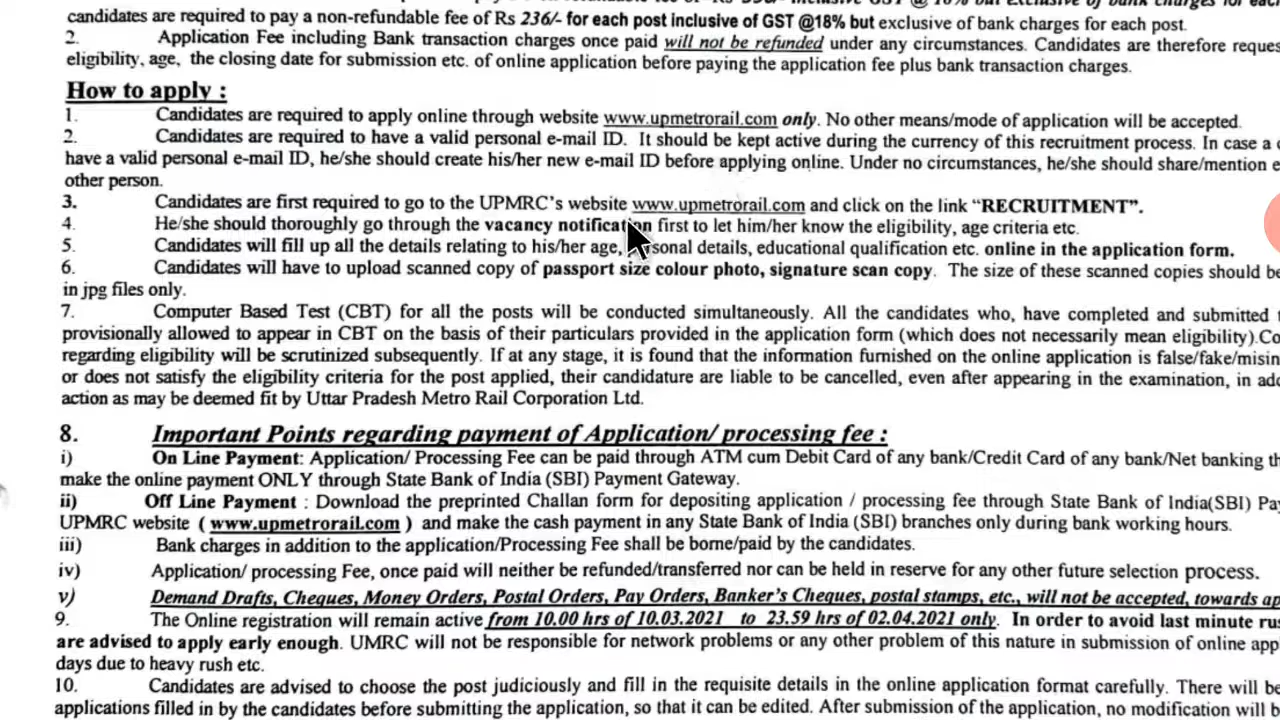 candidates are required to pay a non-refundable fee of Rs 236/- for each post inclusive of GST @18% but exclusive of bank charges for each post.
2. Application Fee including Bank transaction charges once paid will not be refunded under any circumstances. Candidates are therefore
eligibility, age, the closing date for submission etc. of online application before paying the application fee plus bank transaction charges.
How to apply :
1. Candidates are required to apply online through website www.upmetrorail.com only. No other means/mode of application will be accepted.
2. Candidates are required to have a valid personal e-mail ID. It should be kept active during the currency of this recruitment process. In case a
have a valid personal e-mail ID, he/she should create his/her new e-mail ID before applying online. Under no circumstances, he/she should share/mention
other person.
3. Candidates are first required to go to the UPMRC's website www.upmetrorail.com and click on the link “RECRUITMENT”.
4. He/she should thoroughly go through the vacancy notification first to let him/her know the eligibility, age criteria etc.
5. Candidates will fill up all the details relating to his/her age, personal details, educational qualification etc. online in the application form.
6. Candidates will have to upload scanned copy of passport size colour photo, signature scan copy. The size of these scanned copies should be
in jpg files only.
7. Computer Based Test (CBT) for all the posts will be conducted simultaneously. All the candidates who, have completed and submitted
provisionally allowed to appear in CBT on the basis of their particulars provided in the application form (which does not necessarily mean eligibility).Co
regarding eligibility will be scrutinized subsequently. If at any stage, it is found that the information furnished on the online application is false/fake/misin
or does not satisfy the eligibility criteria for the post applied, their candidature are liable to be cancelled, even after appearing in the examination, in
action as may be deemed fit by Uttar Pradesh Metro Rail Corporation Ltd.
8. Important Points regarding payment of Application/ processing fee :
i) On Line Payment: Application/ Processing Fee can be paid through ATM cum Debit Card of any bank/Credit Card of any bank/Net banking th
make the online payment ONLY through State Bank of India (SBI) Payment Gateway.
ii) Off Line Payment : Download the preprinted Challan form for depositing application / processing fee through State Bank of India(SBI) Pay
UPMRC website ( www.upmetrorail.com ) and make the cash payment in any State Bank of India (SBI) branches only during bank working hours.
iii) Bank charges in addition to the application/Processing Fee shall be borne/paid by the candidates.
iv) Application/ processing Fee, once paid will neither be refunded/transferred nor can be held in reserve for any other future selection process.
v) Demand Drafts, Cheques, Money Orders, Postal Orders, Pay Orders, Banker's Cheques, postal stamps, etc., will not be accepted, towards ap
9. The Online registration will remain active from 10.00 hrs of 10.03.2021 to 23.59 hrs of 02.04.2021 only. In order to avoid last minute rus
are advised to apply early enough. UMRC will not be responsible for network problems or any other problem of this nature in submission of online app
days due to heavy rush etc.
10. Candidates are advised to choose the post judiciously and fill in the requisite details in the online application format carefully. There will be
applications filled in by the candidates before submitting the application, so that it can be edited. After submission of the application, no modification will b